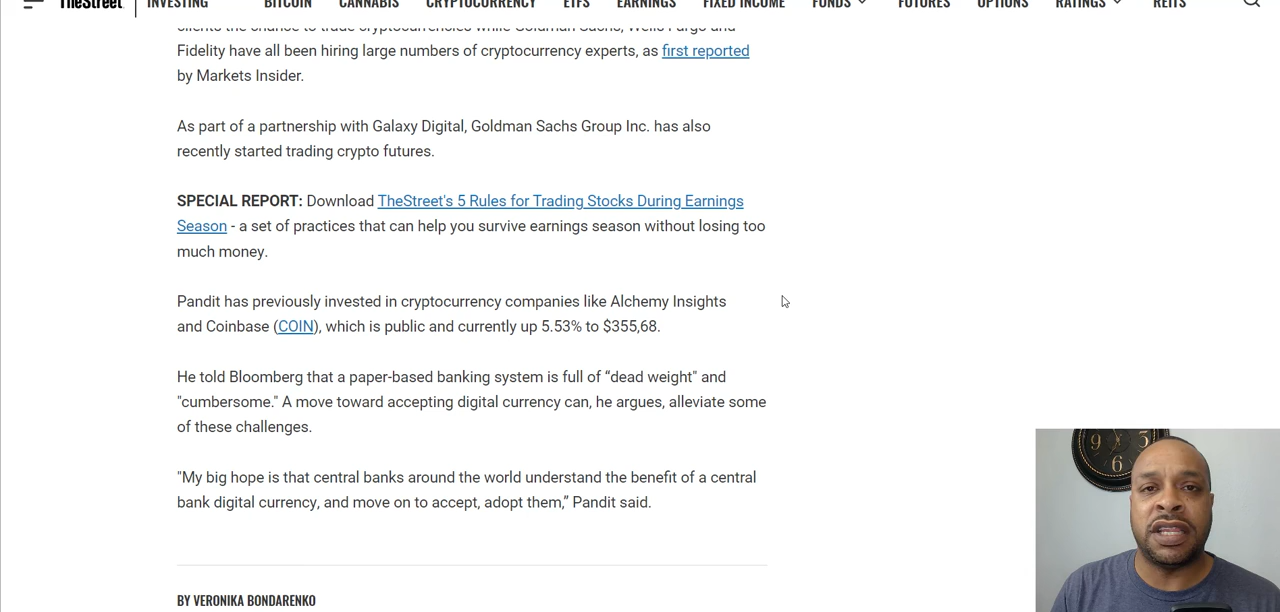 TheStreet INVESTING BITCOIN CANNABIS CRYPTOCURRENCY ETFS EARNINGS FIXED INCOME FUNDS FUTURES OPTIONS RATINGS REITS
clients the chance to trade cryptocurrencies while Goldman Sachs, Wells Fargo and
Fidelity have all been hiring large numbers of cryptocurrency experts, as first reported
by Markets Insider.
As part of a partnership with Galaxy Digital, Goldman Sachs Group Inc. has also
recently started trading crypto futures.
SPECIAL REPORT: Download TheStreet's 5 Rules for Trading Stocks During Earnings
Season - a set of practices that can help you survive earnings season without losing too
much money.
Pandit has previously invested in cryptocurrency companies like Alchemy Insights
and Coinbase (COIN), which is public and currently up 5.53% to $355,68.
He told Bloomberg that a paper-based banking system is full of “dead weight" and
"cumbersome." A move toward accepting digital currency can, he argues, alleviate some
of these challenges.
"My big hope is that central banks around the world understand the benefit of a central
bank digital currency, and move on to accept, adopt them,” Pandit said.
BY VERONIKA BONDARENKO
9 3
6